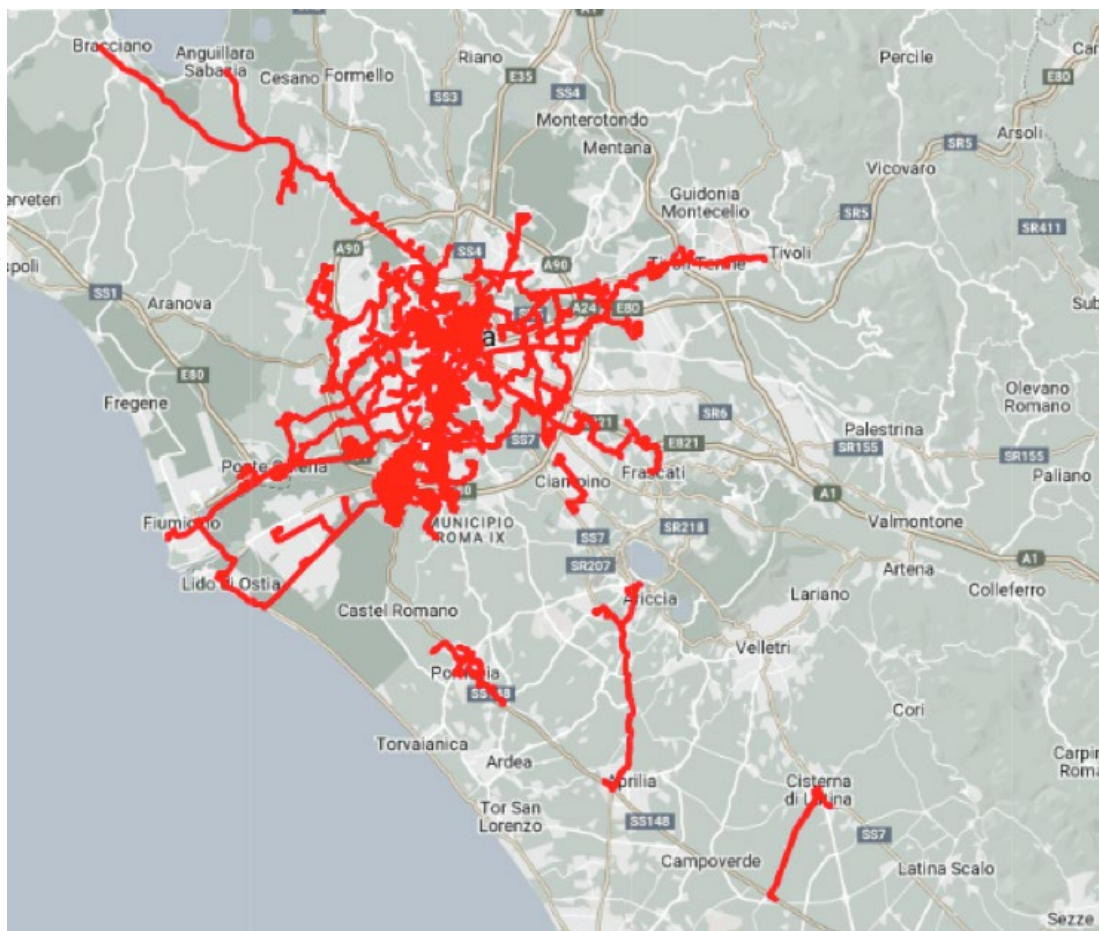 Bracciano
Anguillara
Sabazia
Cesano
Formello
Riano
A1
E35
SS3
SS4
Monterotondo
Mentana
Percile
E80
Arsoli
SR5
Vicovaro
Guidonia
Montecello
SR5
SR411
erveteri
A90
SS4
A90
Tivoli
spoli
SS1
Aranova
A24
E80
Sub
a
E80
Fregene
Olevano
Romano
SR6
Palestrina
SS7
E821
SR155
SR155
Paliano
Frascati
A1
Fiumicino
MUNICIPIO
ROMA IX
SR218
Valmontone
SS7
SR207
A1
Artena
Colleferro
Lido di Ostia
Ariccia
Lariano
Castel Romano
Velletri
Pomezia
Cori
Torvaianica
Ardea
Carpin
Roma
Aprilia
Cisterna
di Latina
Tor San
Lorenzo
SS148
SS7
Campoverde
Latina Scalo
Sezze